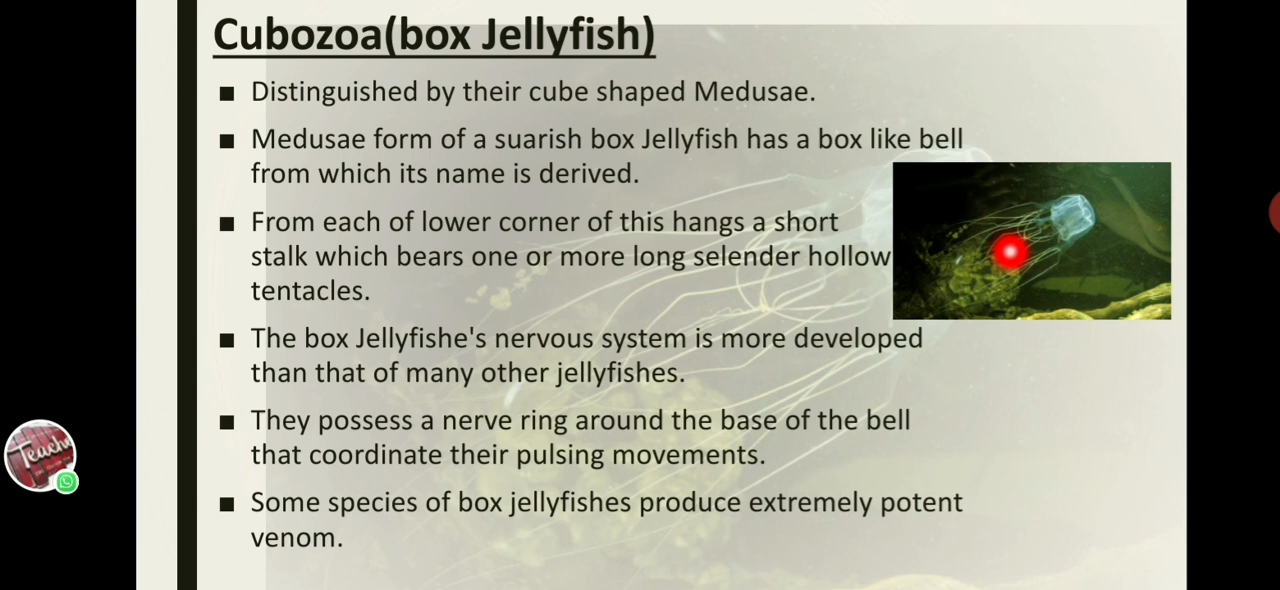 Cubozoa(box Jellyfish)
▪ Distinguished by their cube shaped Medusae.
▪ Medusae form of a suarish box Jellyfish has a box like bell
from which its name is derived.
▪ From each of lower corner of this hangs a short
stalk which bears one or more long selender hollow
tentacles.
▪ The box Jellyfishe's nervous system is more developed
than that of many other jellyfishes.
▪ They possess a nerve ring around the base of the bell
that coordinate their pulsing movements.
▪ Some species of box jellyfishes produce extremely potent
venom.